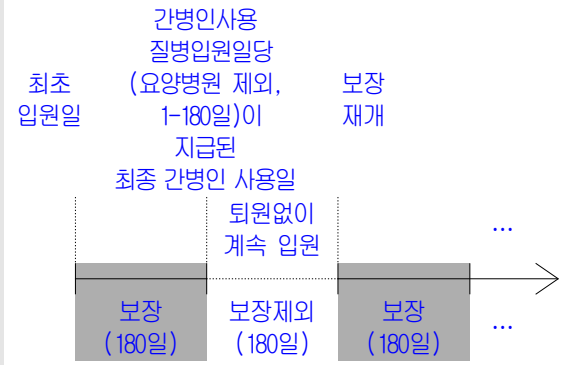 간병인사용
질병입원일당
최초 (요양병원 제외, 보장
입원일 1-180일)이 재개
지급된
최종 간병인 사용일
퇴원없이
계속 입원
...
보장 보장제외 보장
(180일) (180일) (180일)
...